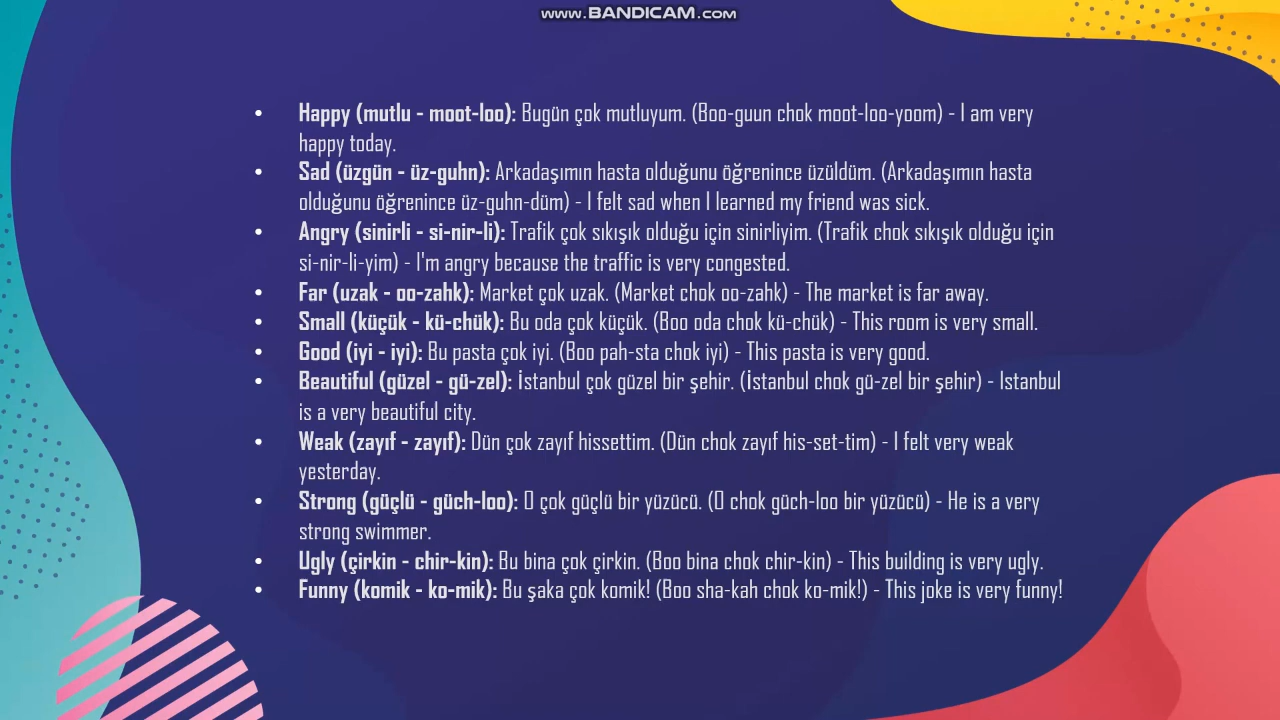 www.BANDICAM.com
• Happy (mutlu - moot-loo): Bugün çok mutluyum. (Boo-guun chok moot-loo-yoom) - I am very
happy today.
• Sad (üzgün - üz-guhn): Arkadaşımın hasta olduğunu öğrenince üzüldüm. (Arkadaşımın hasta
olduğunu öğrenince üz-guhn-düm) - I felt sad when I learned my friend was sick.
• Angry (sinirli - si-nir-li): Trafik çok sıkışık olduğu için sinirliyim. (Trafik chok sıkışık olduğu için
si-nir-li-yim) - I'm angry because the traffic is very congested.
• Far (uzak - oo-zahk): Market çok uzak. (Market chok oo-zahk) - The market is far away.
• Small (küçük - kü-chük): Bu oda çok küçük. (Boo oda chok kü-chük) - This room is very small.
• Good (iyi - iyi): Bu pasta çok iyi. (Boo pah-sta chok iyi) - This pasta is very good.
• Beautiful (güzel - gü-zel): İstanbul çok güzel bir şehir. (İstanbul chok gü-zel bir şehir) - Istanbul
is a very beautiful city.
• Weak (zayıf - zayıf): Dün çok zayıf hissettim. (Dün chok zayıf his-set-tim) - I felt very weak
yesterday.
• Strong (güçlü - güch-loo): O çok güçlü bir yüzücü. (O chok güch-loo bir yüzücü) - He is a very
strong swimmer.
• Ugly (çirkin - chir-kin): Bu bina çok çirkin. (Boo bina chok chir-kin) - This building is very ugly.
• Funny (komik - ko-mik): Bu şaka çok komik! (Boo sha-kah chok ko-mik!) - This joke is very funny!